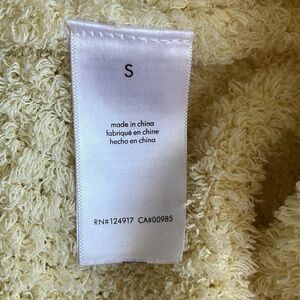 S
made in china
fabriqué en chine
hecho en china
RN#124917 CA#00985